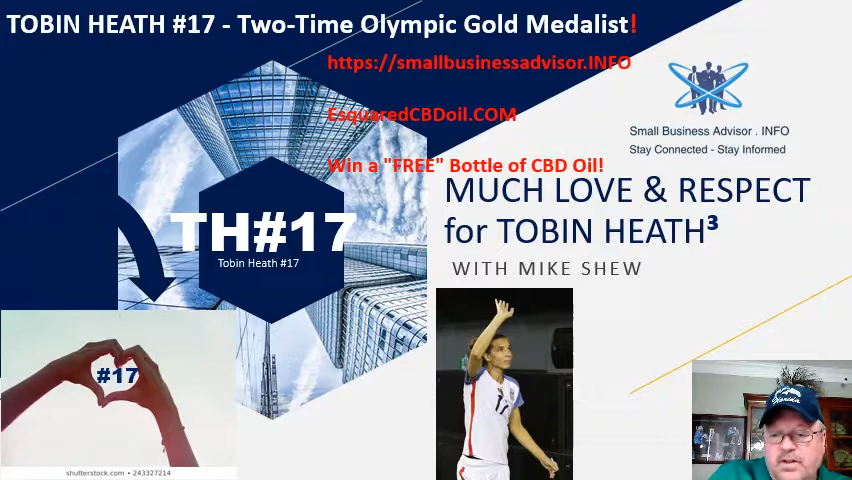 TOBIN HEATH #17 - Two-Time Olympic Gold Medalist!
https://smallbusinessadvisor.INFO
EsquaredCBDoil.COM
Win a "FREE" Bottle of CBD Oil!
Small Business Advisor . INFO
Stay Connected - Stay Informed
MUCH LOVE & RESPECT
for TOBIN HEATH³
WITH MIKE SHEW
TH#17
Tobin Heath #17
#17
shutterstock.com • 243327214
17
Florida